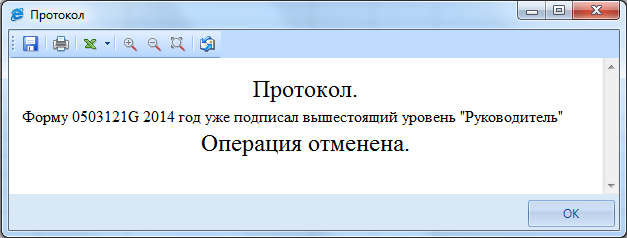 Протокол
Протокол.
Форму 0503121G 2014 год уже подписал вышестоящий уровень "Руководитель"
Операция отменена.
OK